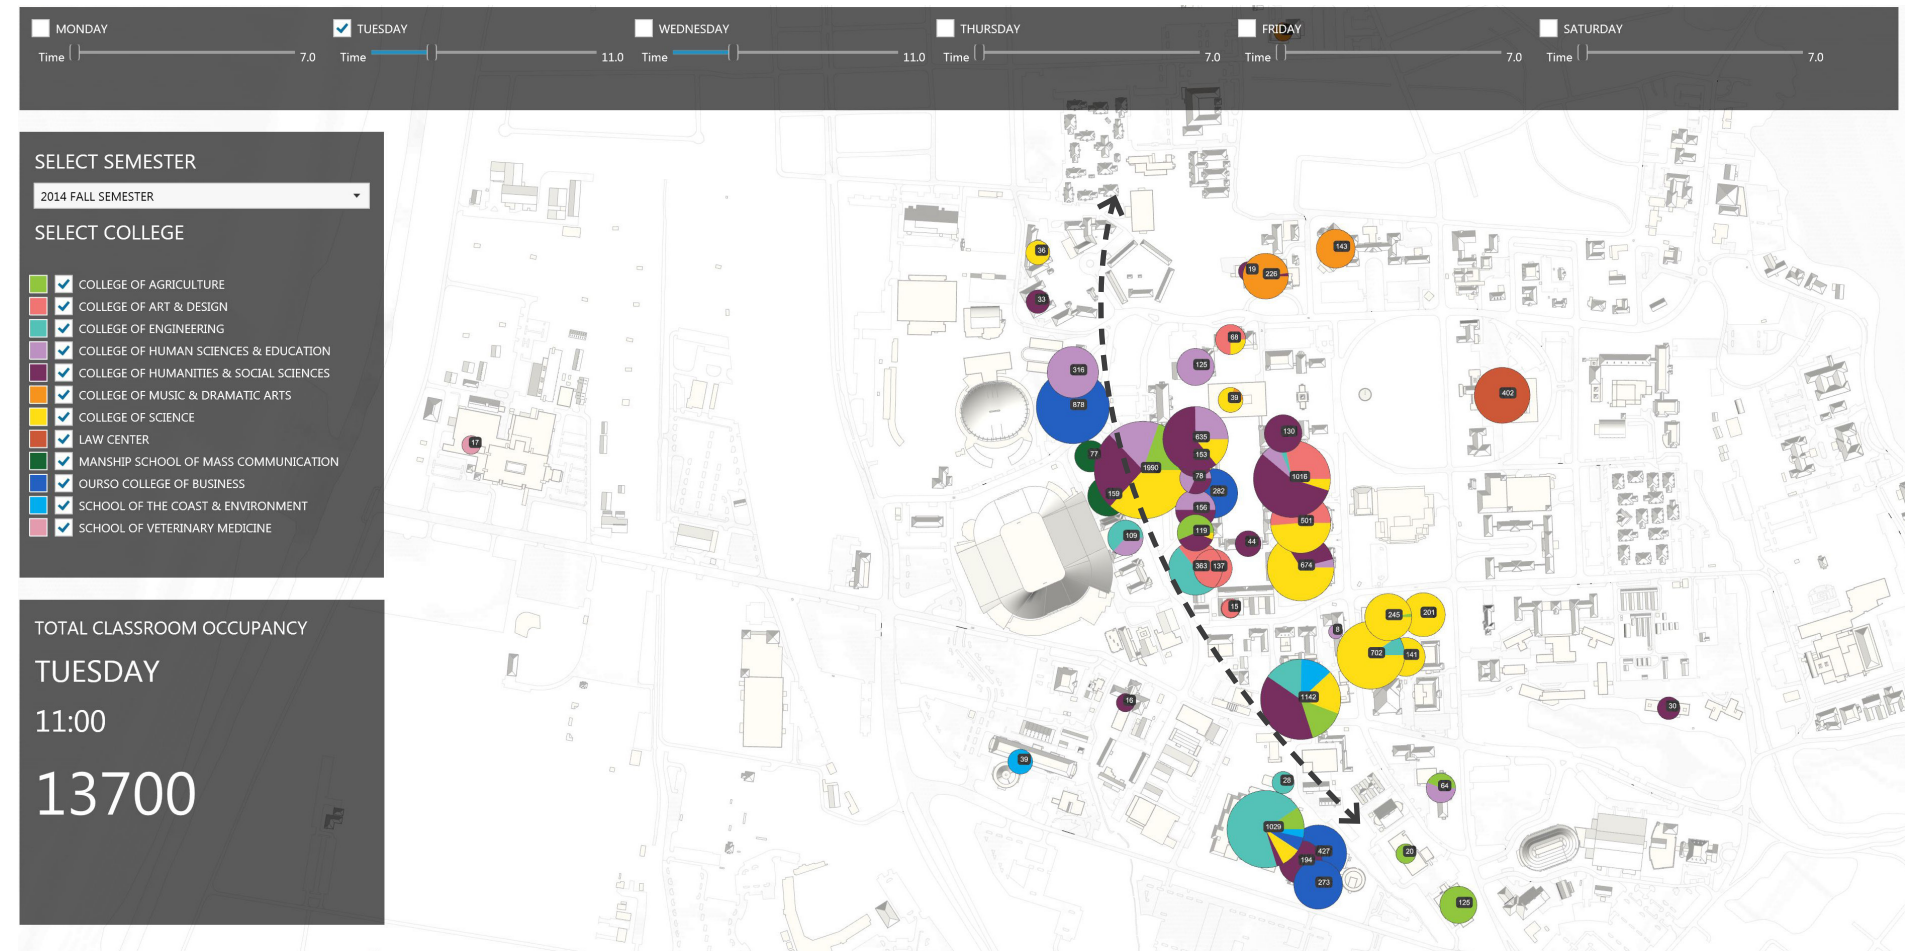 MONDAY
Time 7.0
TUESDAY
Time 11.0
WEDNESDAY
Time 11.0
THURSDAY
Time 7.0
FRIDAY
Time 7.0
SATURDAY
Time 7.0
SELECT SEMESTER
2014 FALL SEMESTER
SELECT COLLEGE
COLLEGE OF AGRICULTURE
COLLEGE OF ART & DESIGN
COLLEGE OF ENGINEERING
COLLEGE OF HUMAN SCIENCES & EDUCATION
COLLEGE OF HUMANITIES & SOCIAL SCIENCES
COLLEGE OF MUSIC & DRAMATIC ARTS
COLLEGE OF SCIENCE
LAW CENTER
MANSHIP SCHOOL OF MASS COMMUNICATION
OURSO COLLEGE OF BUSINESS
SCHOOL OF THE COAST & ENVIRONMENT
SCHOOL OF VETERINARY MEDICINE
TOTAL CLASSROOM OCCUPANCY
TUESDAY
11:00
13700
143
36
19
226
33
68
125
316
402
39
878
130
635
17
77
153
1990
78
1016
282
159
156
501
119
109
44
363
137
674
15
245
201
8
702
141
1142
16
30
39
28
64
1029
427
20
194
273
125